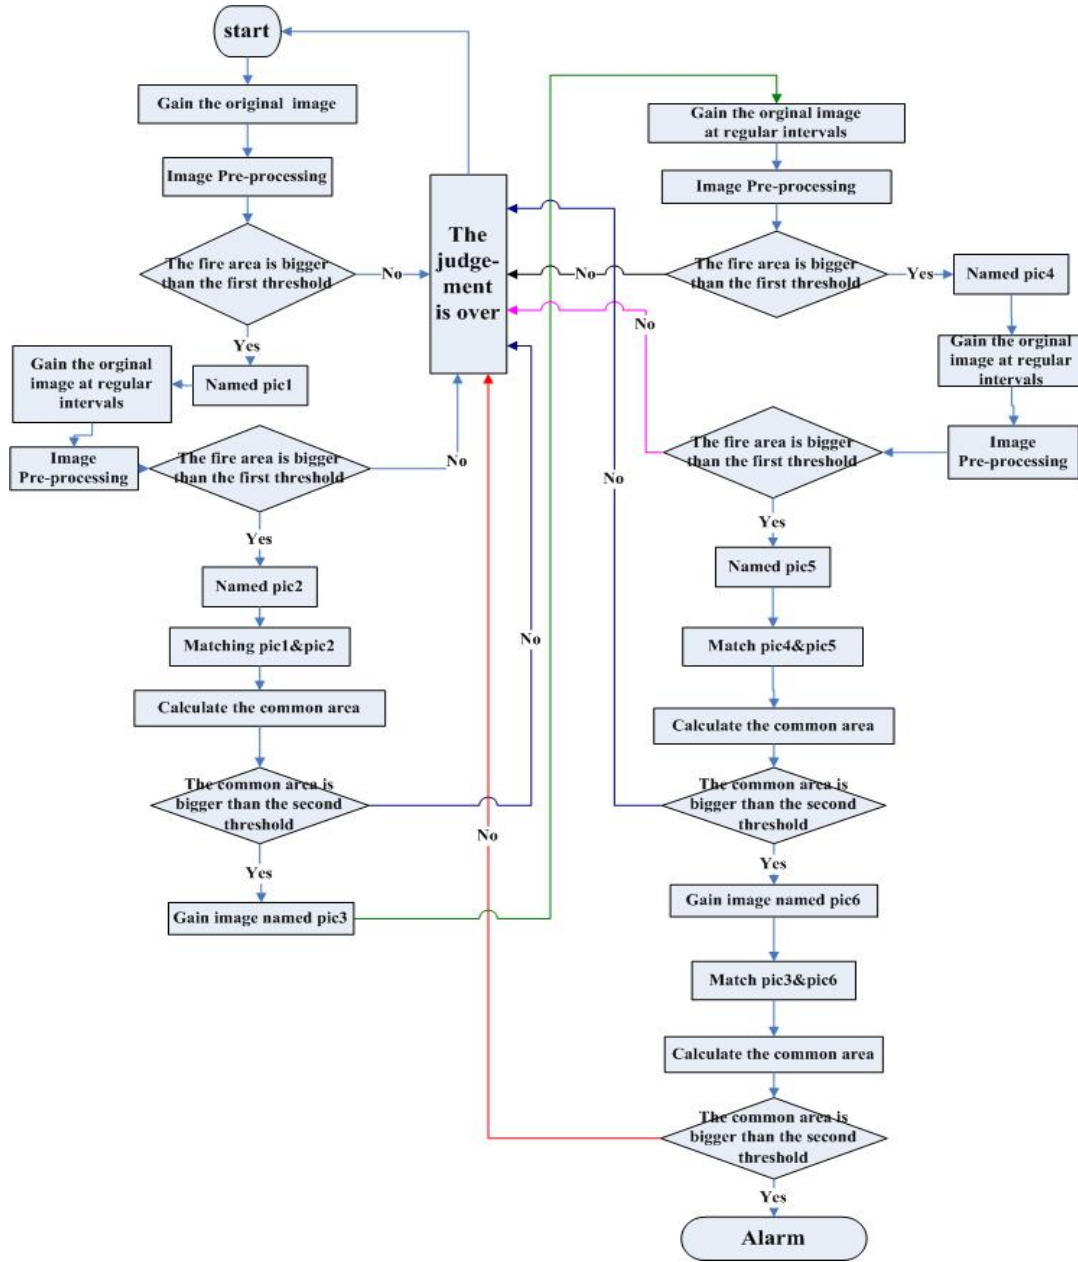 start
Gain the original image
Image Pre-processing
The fire area is bigger
than the first threshold
No
Yes
Named pic1
Gain the orginal
image at regular
intervals
Image
Pre-processing
The fire area is bigger
than the first threshold
No
Yes
Named pic2
Matching pic1&pic2
Calculate the common area
The common area is
bigger than the second
threshold
No
Yes
Gain image named pic3
The
judge-
ment
is over
Gain the orginal image
at regular intervals
Image Pre-processing
The fire area is bigger
than the first threshold
No
Yes
Named pic4
Gain the orginal
image at regular
intervals
Image
Pre-processing
The fire area is bigger
than the first threshold
No
Yes
Named pic5
Match pic4&pic5
Calculate the common area
The common area is
bigger than the second
threshold
No
Yes
Gain image named pic6
Match pic3&pic6
Calculate the common area
The common area is
bigger than the second
threshold
No
Yes
Alarm